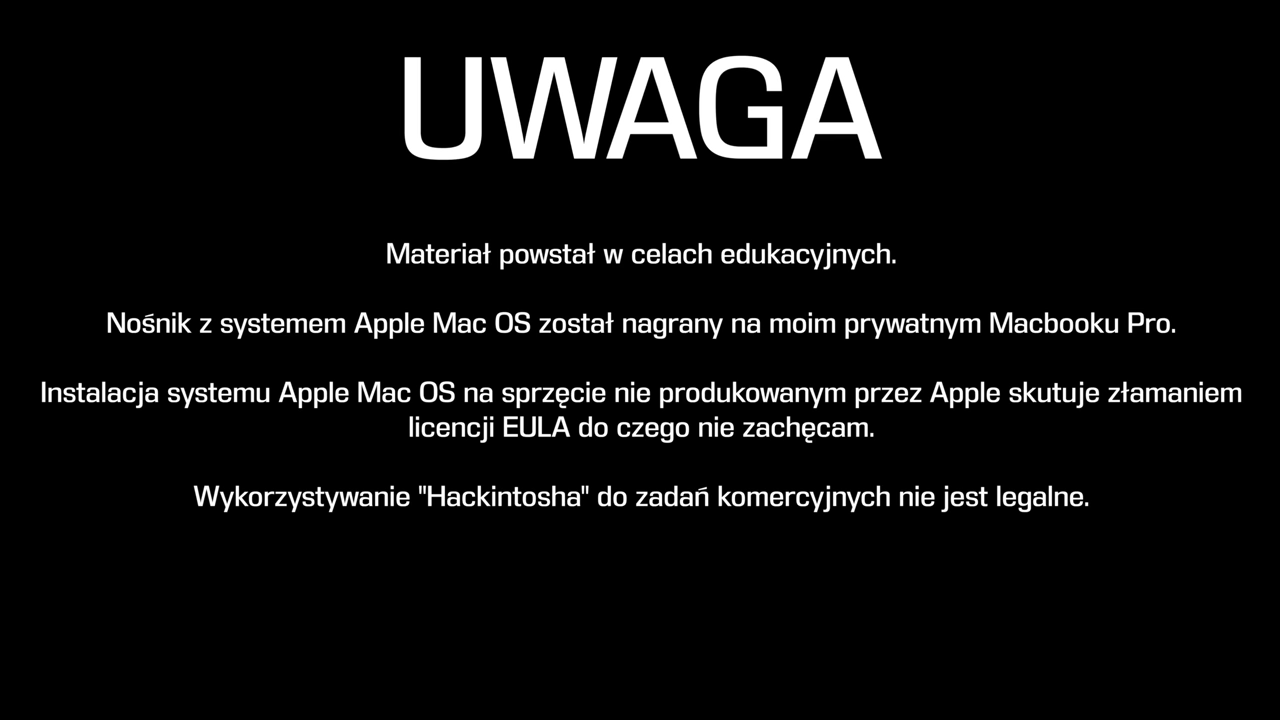 UWAGA
Materiał powstał w celach edukacyjnych.
Nośnik z systemem Apple Mac OS został nagrany na moim prywatnym Macbooku Pro.
Instalacja systemu Apple Mac OS na sprzęcie nie produkowanym przez Apple skutuje złamaniem
licencji EULA do czego nie zachęcam.
Wykorzystywanie "Hackintosha" do zadań komercyjnych nie jest legalne.